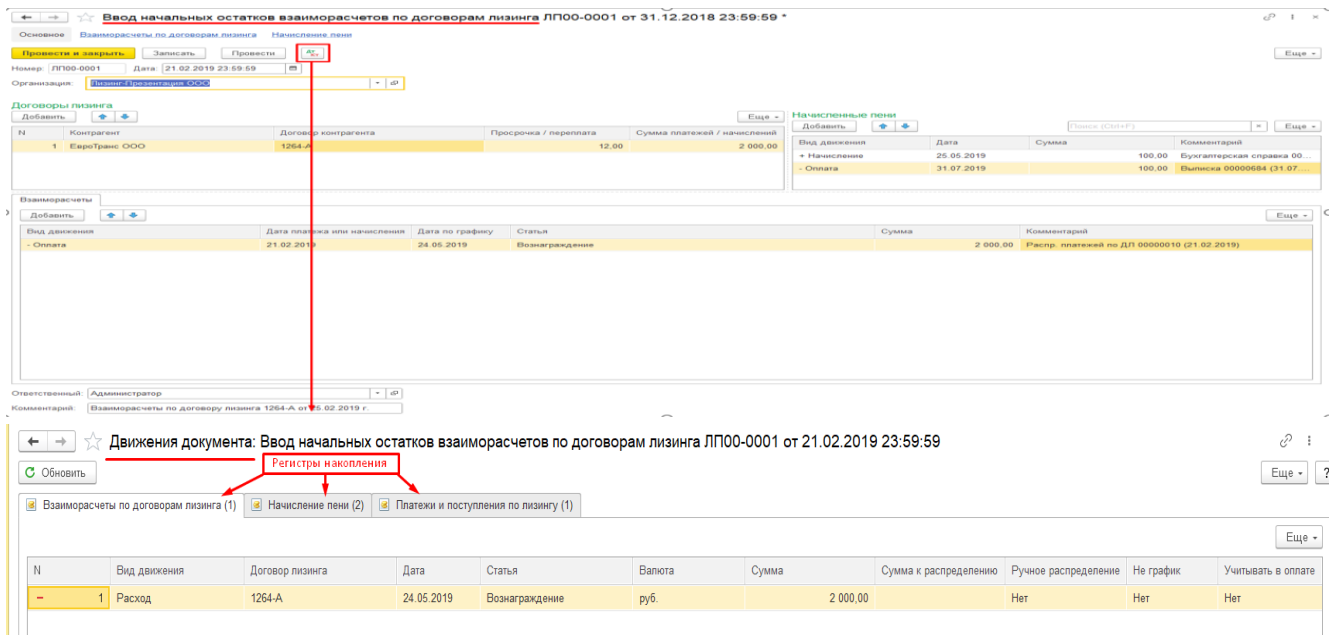 Ввод начальных остатков взаиморасчетов по договорам лизинга ЛП00-0001 от 31.12.2018 23:59:59 *
Основное Взаиморасчеты по договорам лизинга Начисление пени
Провести и закрыть Записать Провести Дт Кт Еще
Номер: ЛП00-0001 Дата: 21.02.2019 23:59:59
Организация: Лизинг-Презентация ООО
Договоры лизинга
Добавить Еще
N Контрагент Договор контрагента Просрочка / переплата Сумма платежей / начислений
1 ЕвроТранс ООО 1264-А 12,00 2 000,00
Начисленные пени
Добавить Поиск (Ctrl+F) × Еще
Вид движения Дата Сумма Комментарий
+ Начисление 25.05.2019 100,00 Бухгалтерская справка 00...
- Оплата 31.07.2019 100,00 Выписка 00000684 (31.07....
Взаиморасчеты
Добавить Еще
Вид движения Дата платежа или начисления Дата по графику Статья Сумма Комментарий
- Оплата 21.02.2019 24.05.2019 Вознаграждение 2 000,00 Распр. платежей по ДЛ 00000010 (21.02.2019)
Ответственный: Администратор
Комментарий: Взаиморасчеты по договору лизинга 1264-А от 25.02.2019 г.
Движения документа: Ввод начальных остатков взаиморасчетов по договорам лизинга ЛП00-0001 от 21.02.2019 23:59:59
Обновить Регистры накопления Еще ?
Взаиморасчеты по договорам лизинга (1) Начисление пени (2) Платежи и поступления по лизингу (1)
Еще
N Вид движения Договор лизинга Дата Статья Валюта Сумма Сумма к распределению Ручное распределение Не график Учитывать в оплате
1 Расход 1264-А 24.05.2019 Вознаграждение руб. 2 000,00 Нет Нет Нет